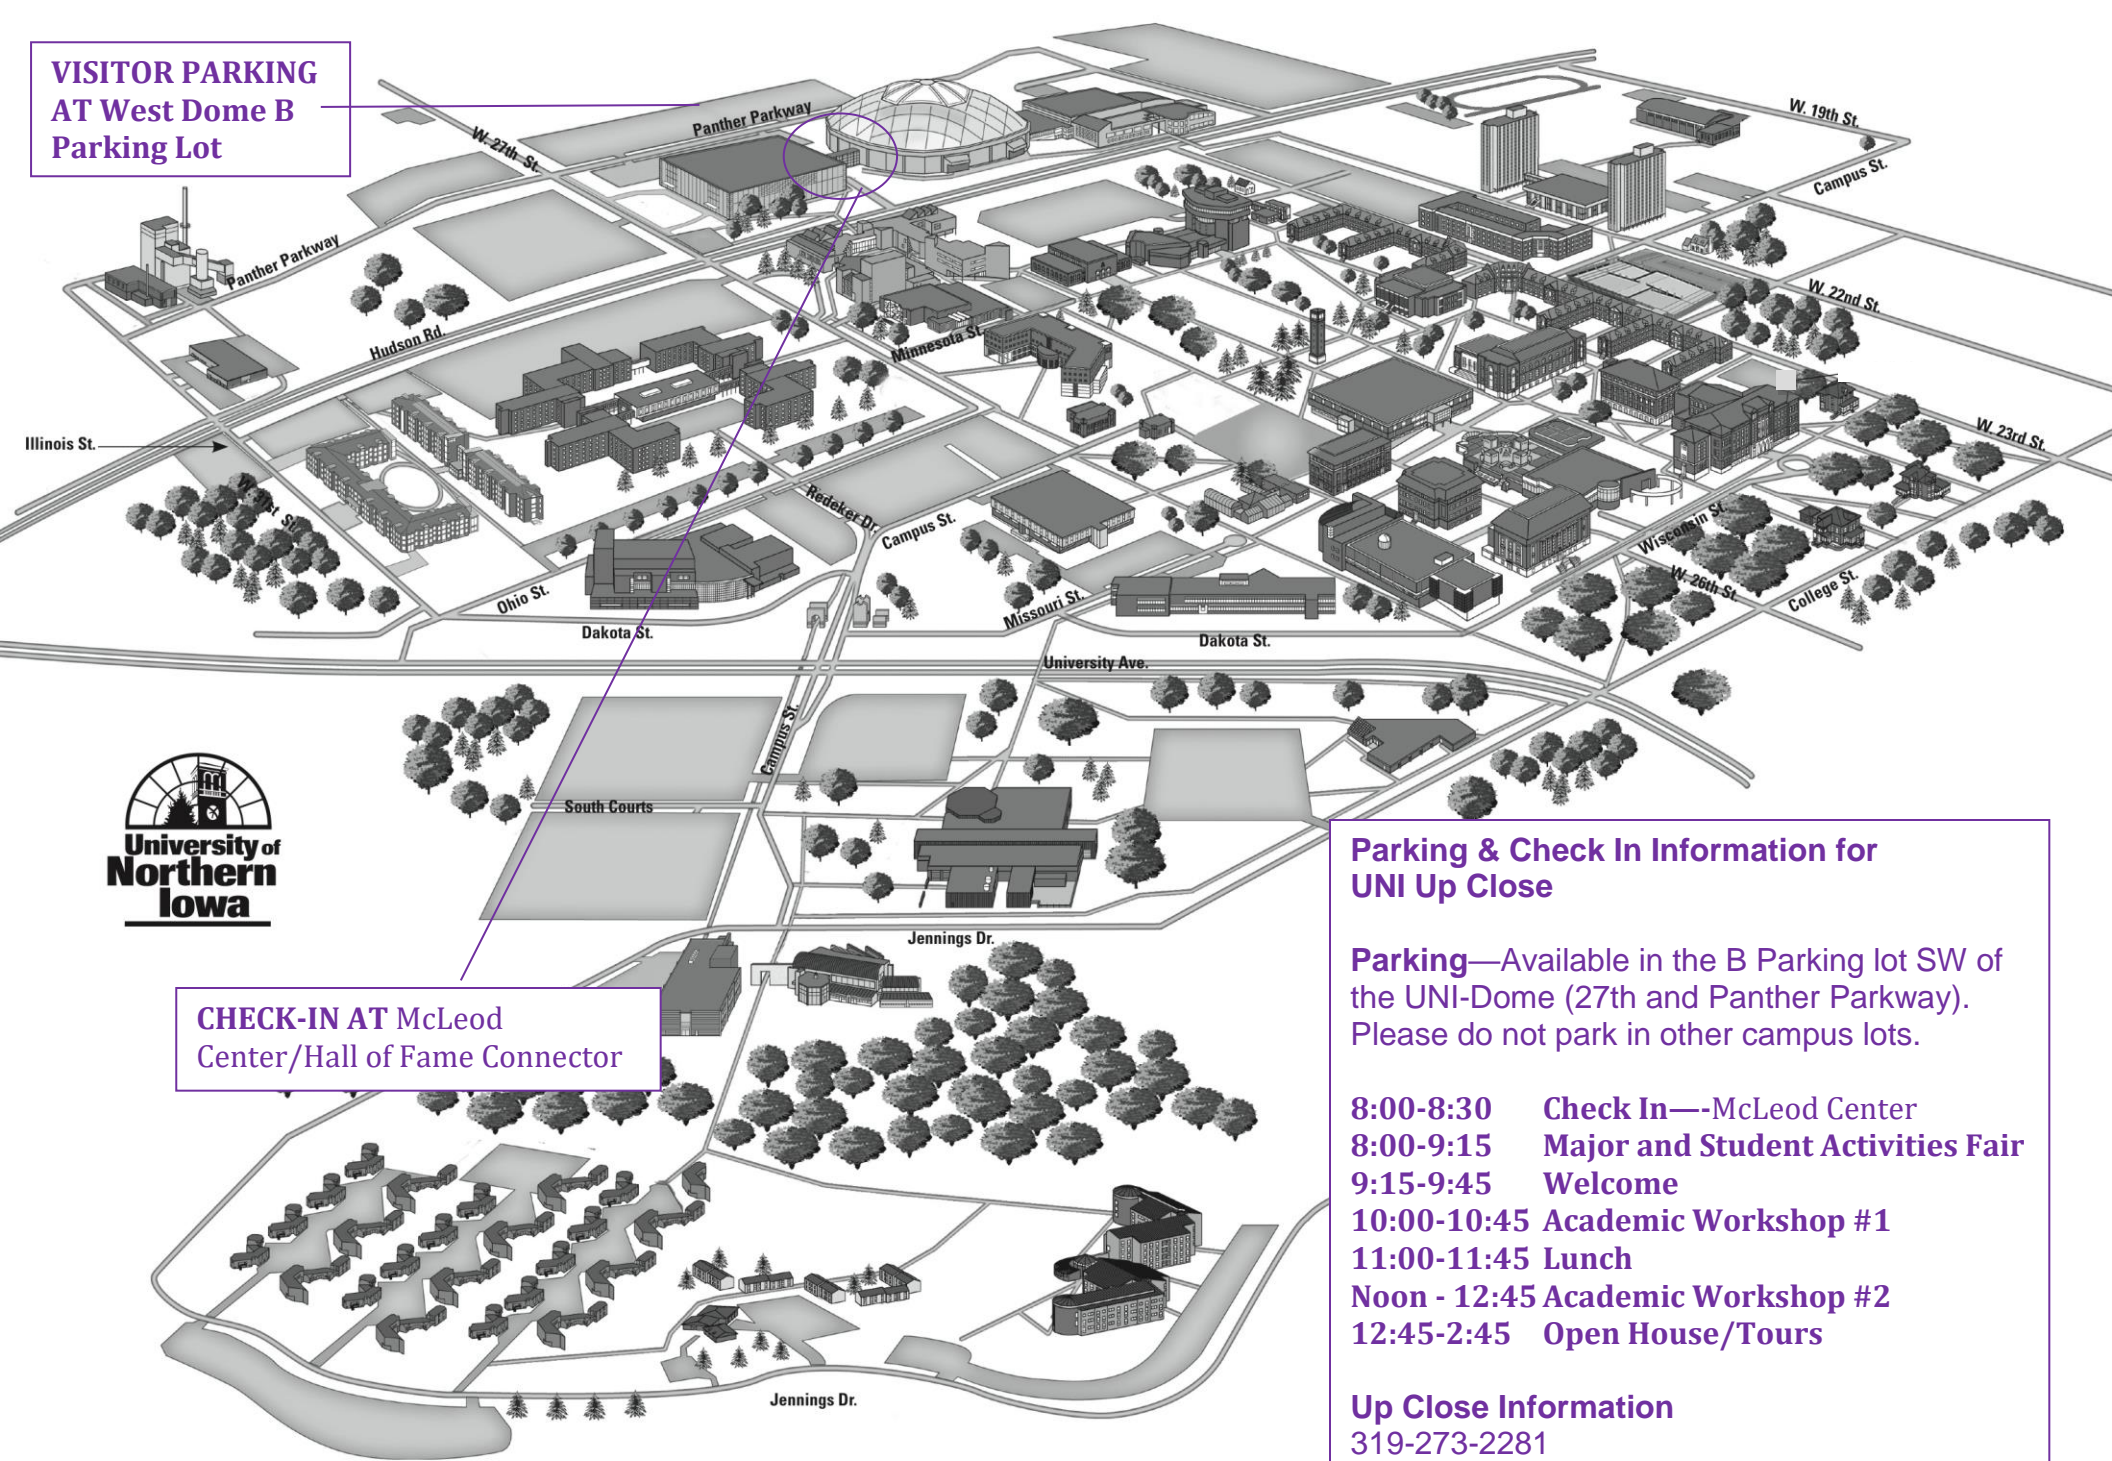 VISITOR PARKING
AT West Dome B
Parking Lot
Panther Parkway
W. 27th St.
W. 19th St.
Campus St.
Panther Parkway
W. 22nd St.
Hudson Rd.
Minnesota St.
Illinois St.
W. 23rd St.
W. 31st St.
Redeker Dr.
Campus St.
Wisconsin St.
W. 26th St.
College St.
Ohio St.
Missouri St.
Dakota St.
Dakota St.
University Ave.
Campus St.
South Courts
University of
Northern
Iowa
Jennings Dr.
CHECK-IN AT McLeod
Center/Hall of Fame Connector
Jennings Dr.
Parking & Check In Information for
UNI Up Close
Parking—Available in the B Parking lot SW of
the UNI-Dome (27th and Panther Parkway).
Please do not park in other campus lots.
8:00-8:30 Check In—-McLeod Center
8:00-9:15 Major and Student Activities Fair
9:15-9:45 Welcome
10:00-10:45 Academic Workshop #1
11:00-11:45 Lunch
Noon - 12:45 Academic Workshop #2
12:45-2:45 Open House/Tours
Up Close Information
319-273-2281